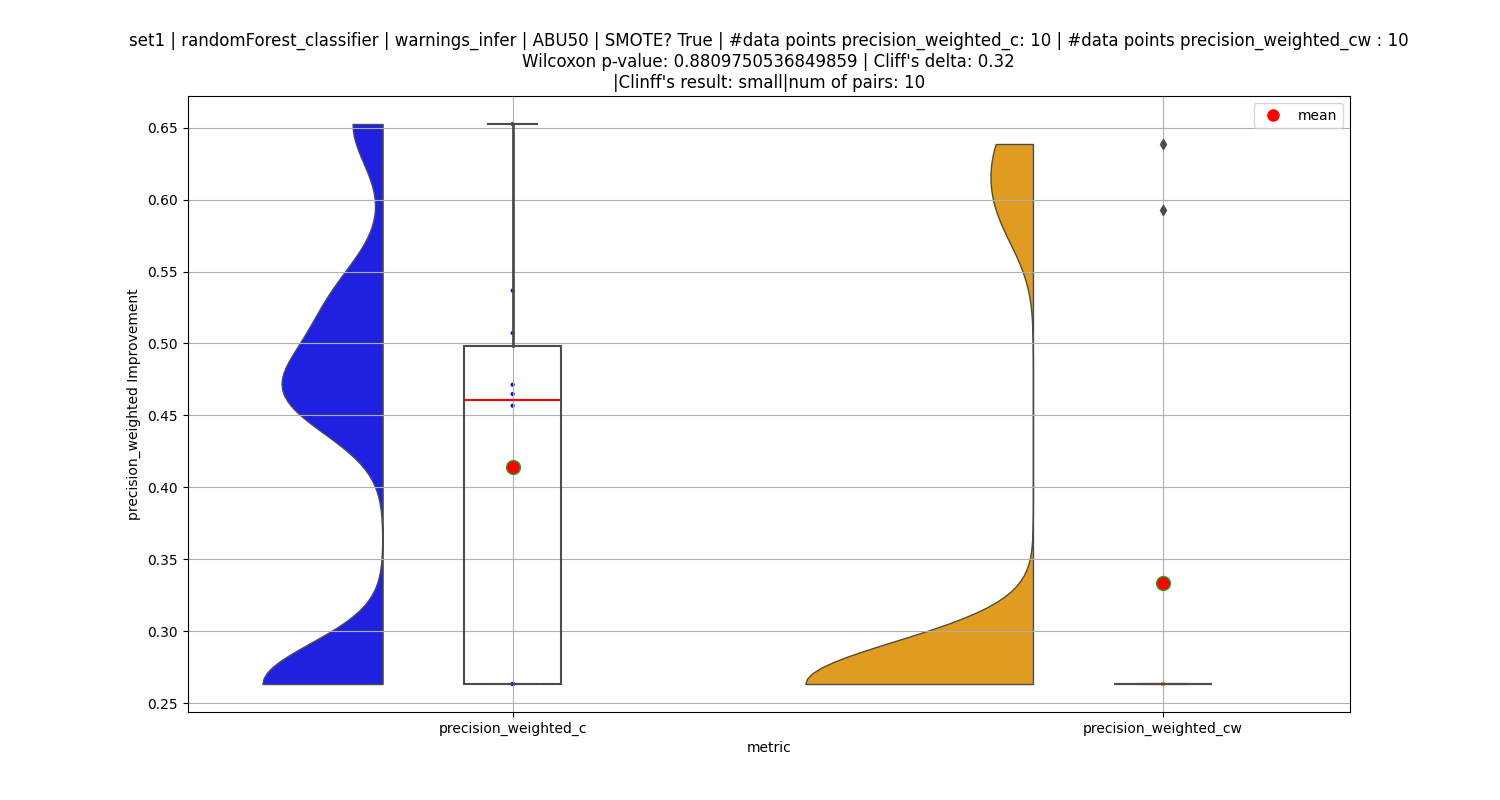 set1 | randomForest_classifier | warnings_infer | ABU50 | SMOTE? True | #data points precision_weighted_c: 10 | #data points precision_weighted_cw : 10
Wilcoxon p-value: 0.8809750536849859 | Cliff's delta: 0.32
|Clinff's result: small|num of pairs: 10
mean
precision_weighted Improvement
0.65
0.60
0.55
0.50
0.45
0.40
0.35
0.30
0.25
precision_weighted_c
precision_weighted_cw
metric